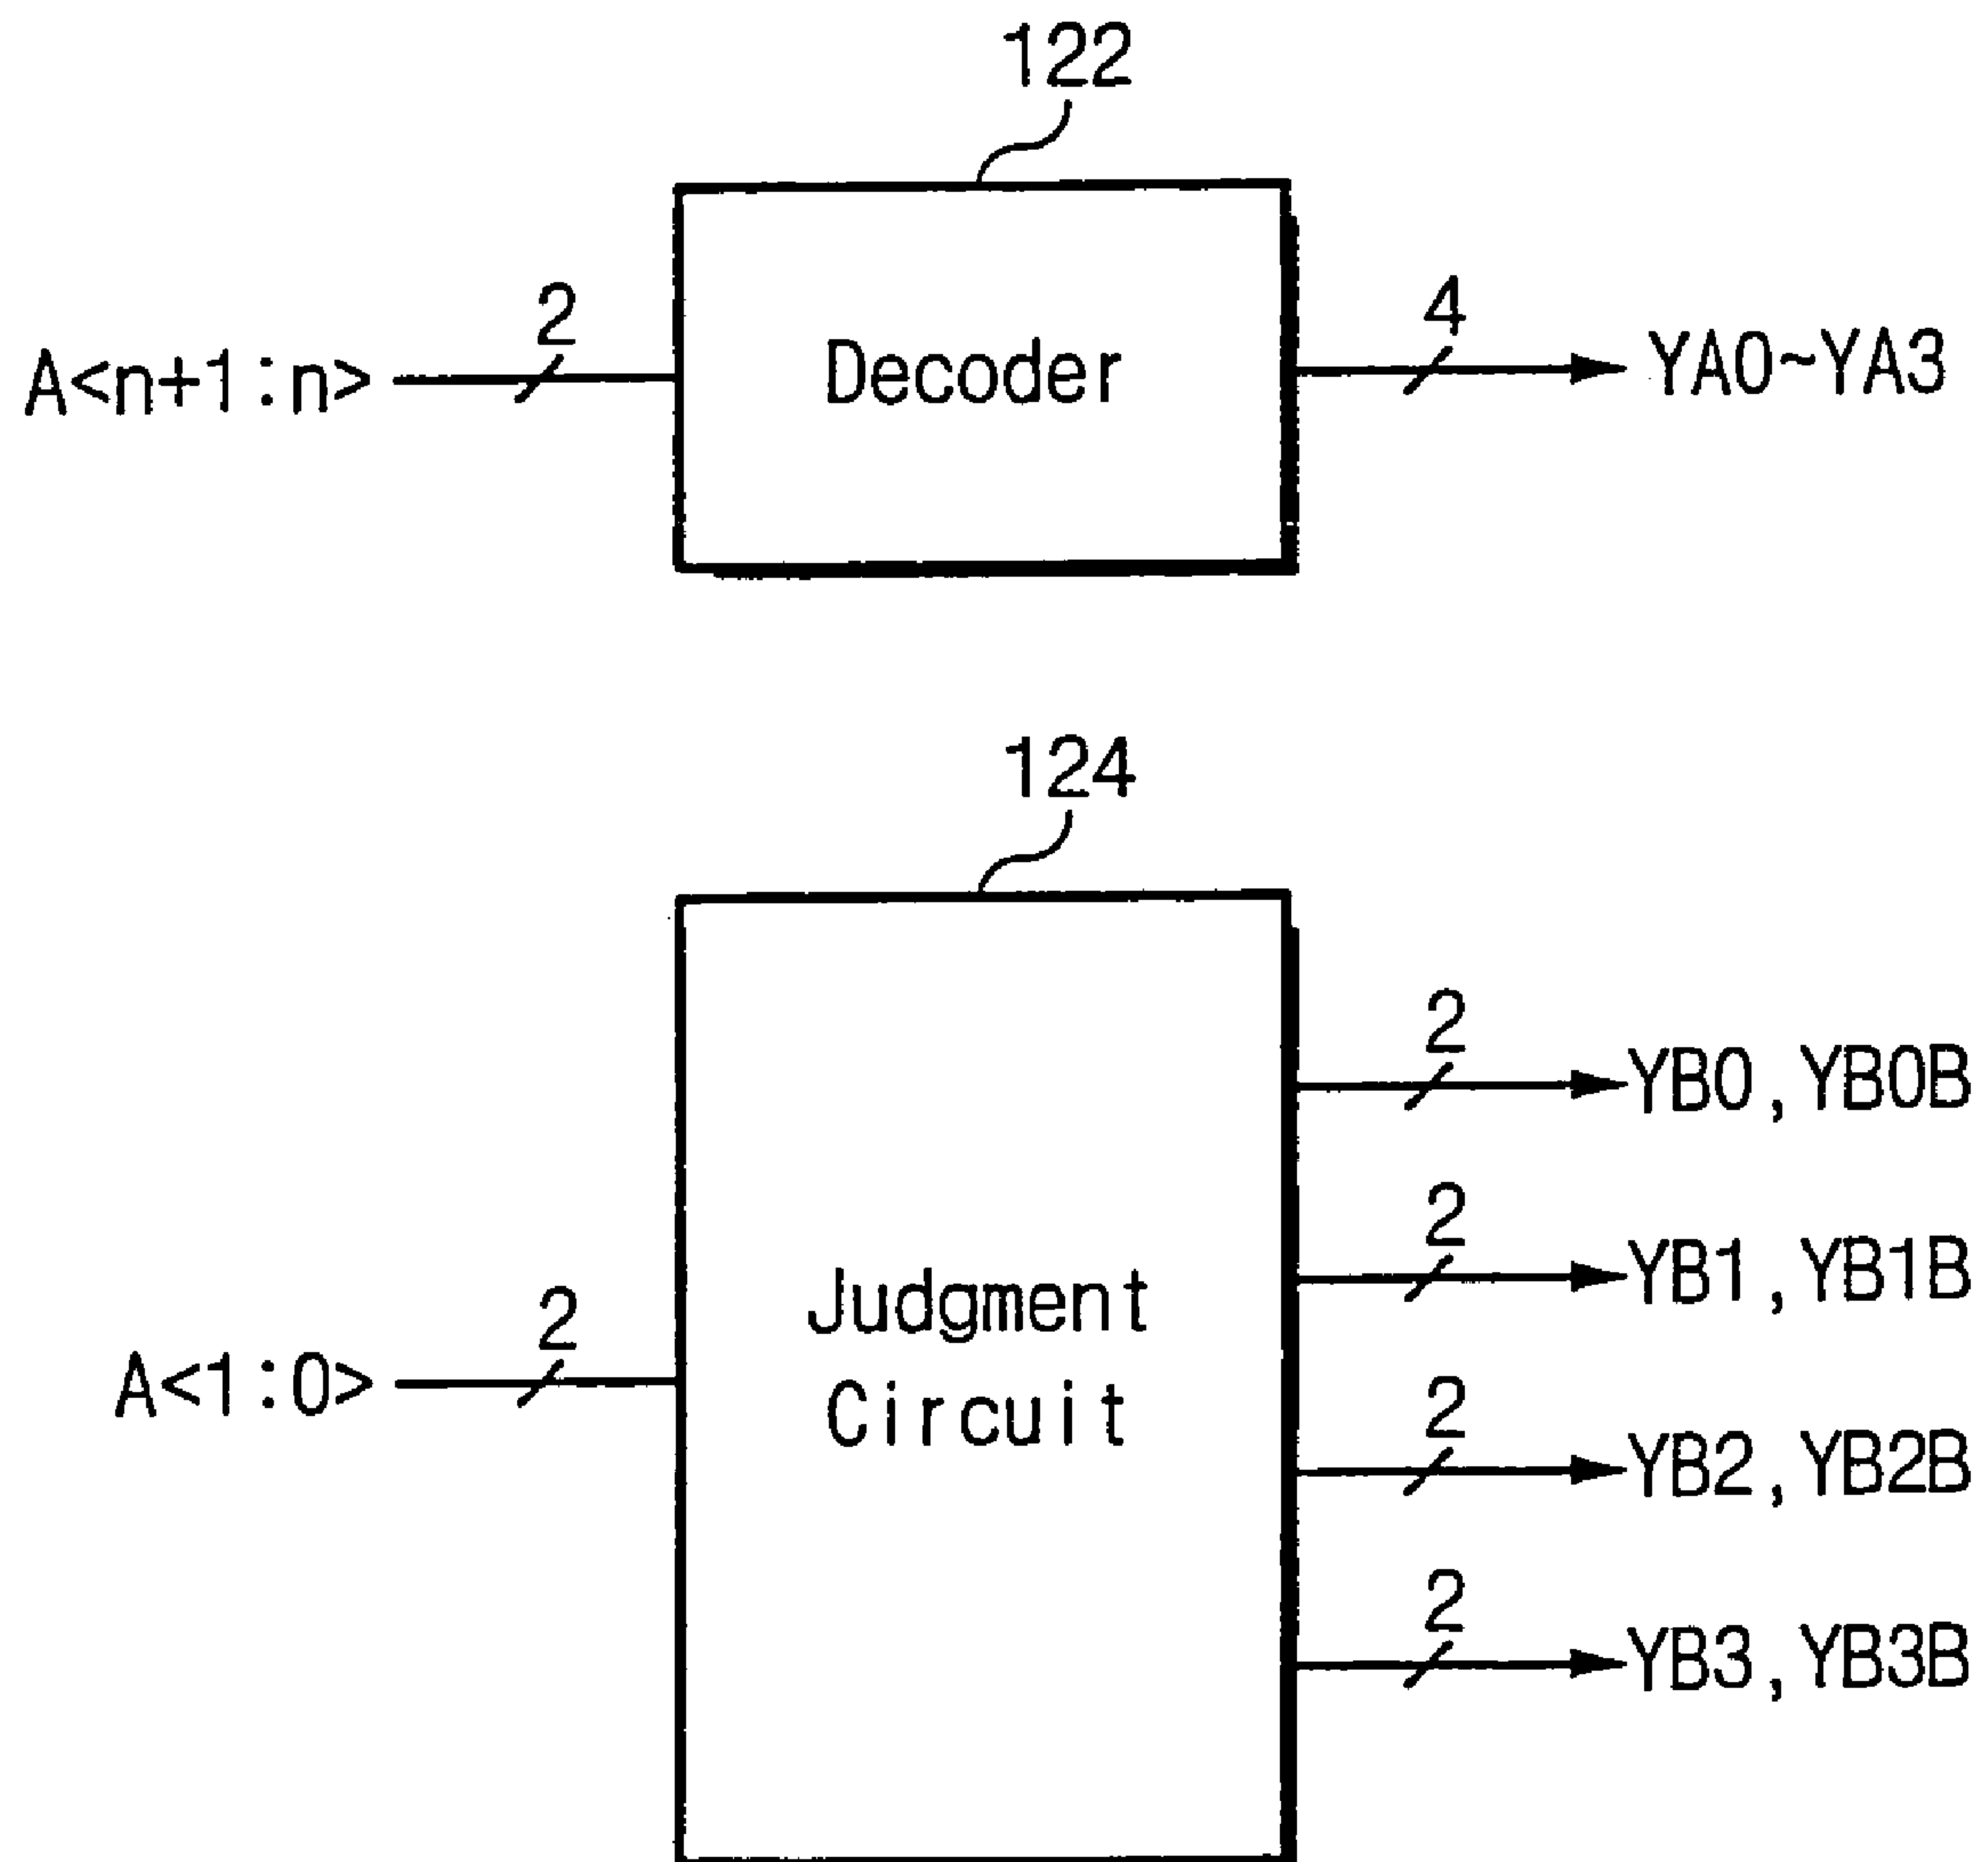 122
2
4
A<n+1:n>
Decoder
YA0~YA3
124
2
YB0,YB0B
2
YB1,YB1B
2
A<1:0>
Judgment
Circuit
2
YB2,YB2B
2
YB3,YB3B